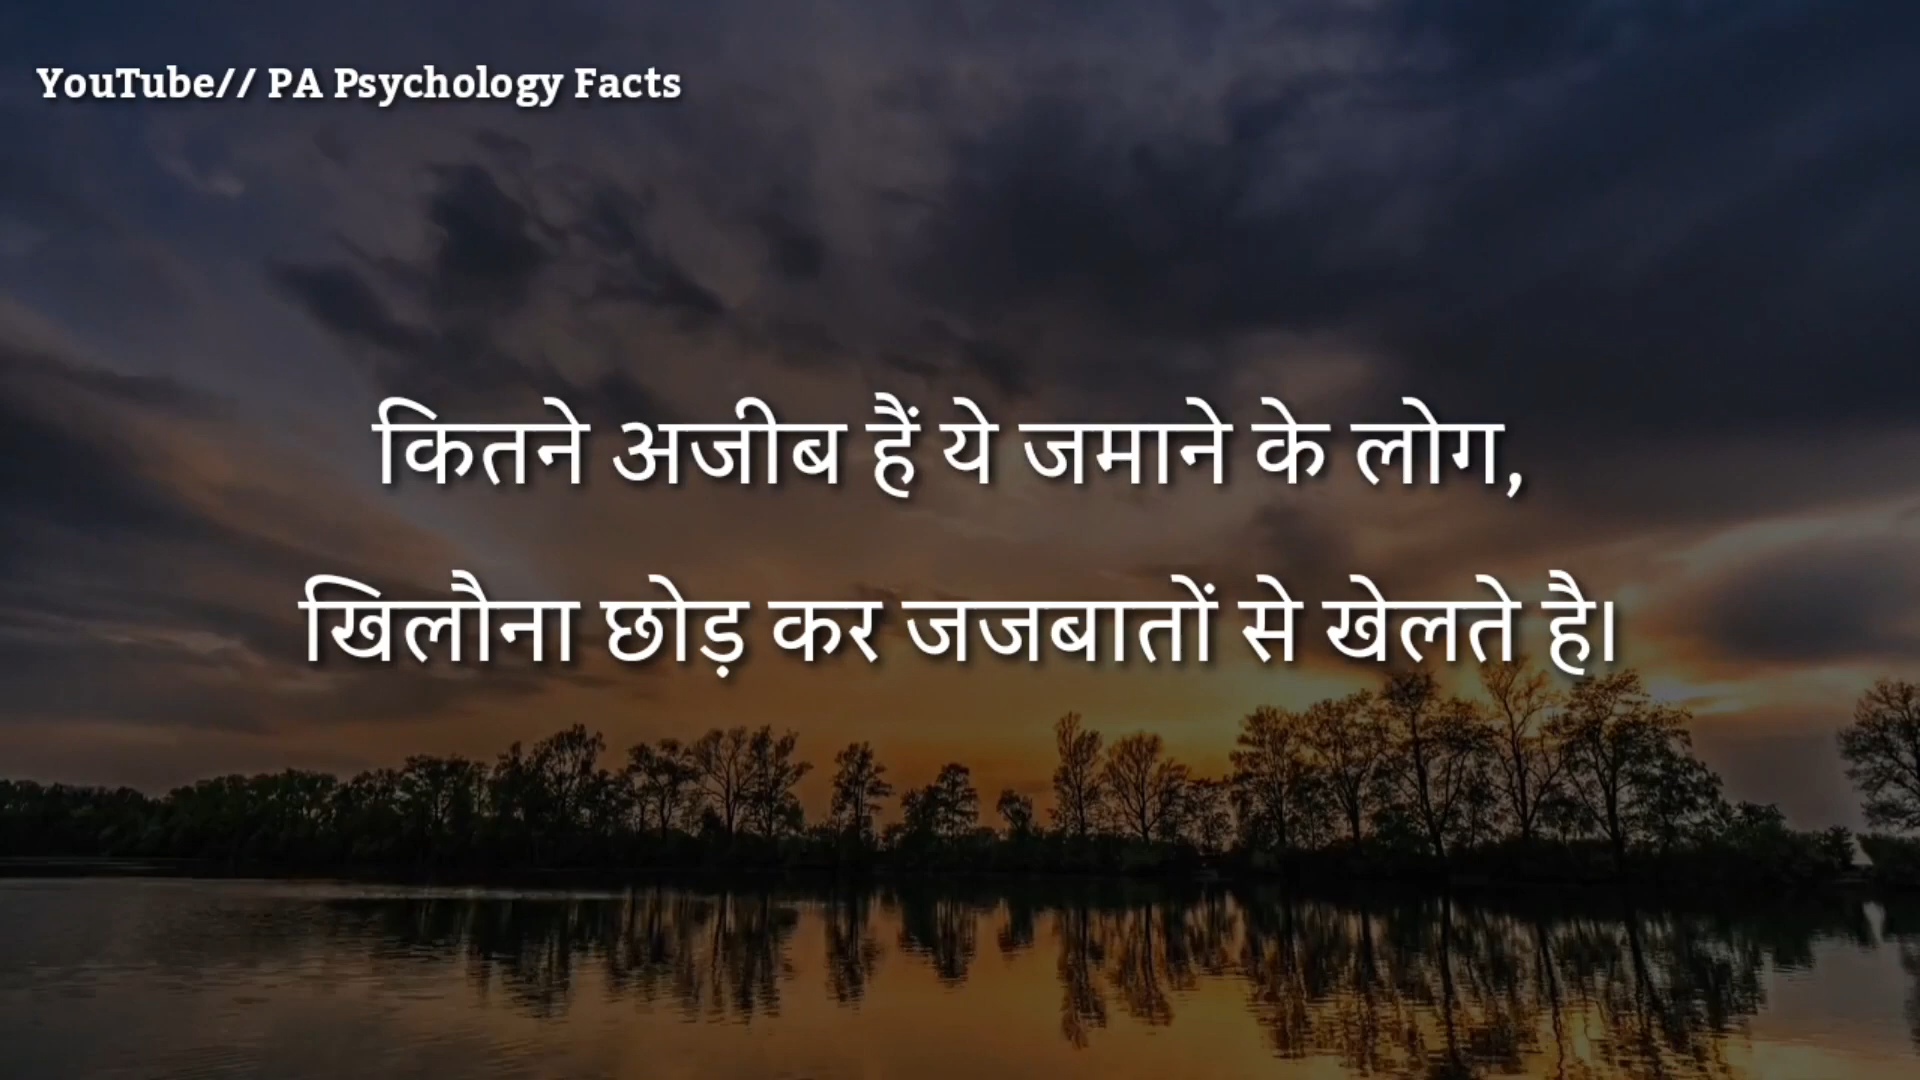 YouTube// PA Psychology Facts
कितने अजीब हैं ये जमाने के लोग,
खिलौना छोड़ कर जजबातों से खेलते है।